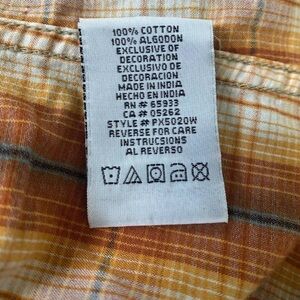 100% COTTON
100% ALGODON
EXCLUSIVE OF
DECORATION
EXCLUSIVO DE
DECORACION
MADE IN INDIA
HECHO EN INDIA
RN # 65933
CA # 05262
STYLE # PX5020W
REVERSE FOR CARE
INSTRUCSIONS
AL REVERSO